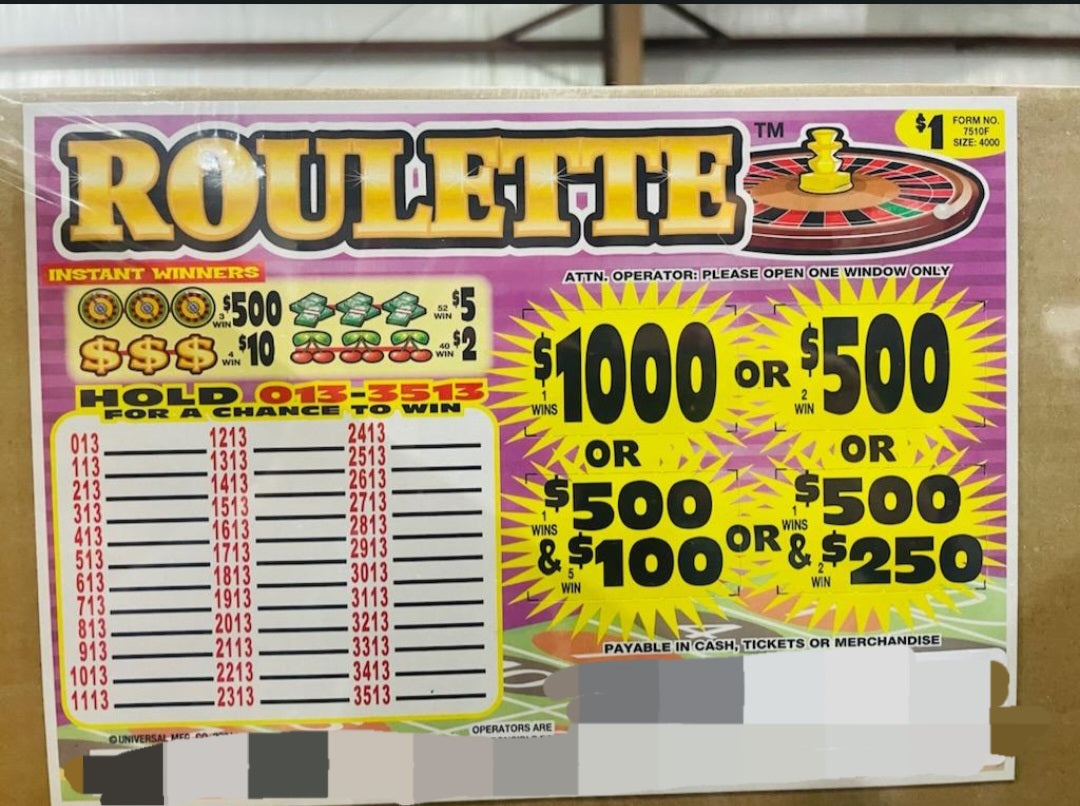 ROULETTE TM
$1 FORM NO.
7510F
SIZE: 4000
INSTANT WINNERS
3 WIN $500 52 WIN $5
$ $ $ 4 WIN $10 40 WIN $2
HOLD 013-3513
FOR A CHANCE TO WIN
013 1213 2413
113 1313 2513
213 1413 2613
313 1513 2713
413 1613 2813
513 1713 2913
613 1813 3013
713 1913 3113
813 2013 3213
913 2113 3313
1013 2213 3413
1113 2313 3513
ATTN. OPERATOR: PLEASE OPEN ONE WINDOW ONLY
$1000 1 WINS OR $500 2 WIN
OR OR
$500 1 WINS OR $500 1 WINS
& $100 5 WIN & $250 2 WIN
PAYABLE IN CASH, TICKETS OR MERCHANDISE
© UNIVERSAL MFG. CO.
OPERATORS ARE